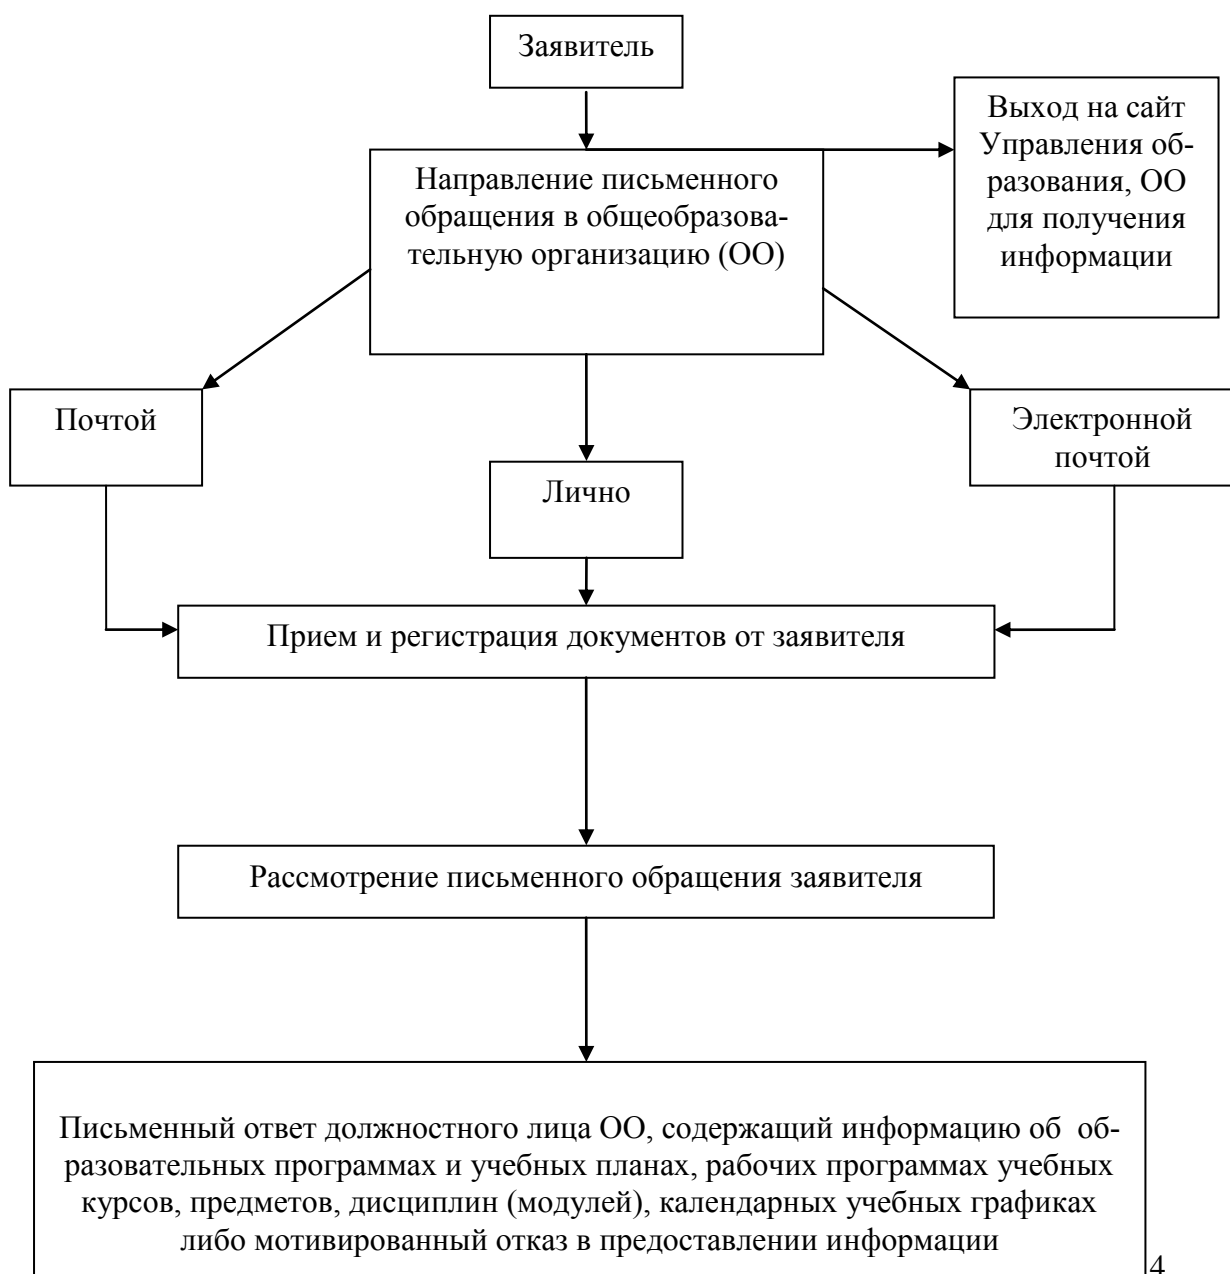 Заявитель
Выход на сайт
Управления об-
разования, ОО
для получения
информации
Направление письменного
обращения в общеобразова-
тельную организацию (ОО)
Почтой
Электронной
почтой
Лично
Прием и регистрация документов от заявителя
Рассмотрение письменного обращения заявителя
Письменный ответ должностного лица ОО, содержащий информацию об  об-
разовательных программах и учебных планах, рабочих программах учебных
курсов, предметов, дисциплин (модулей), календарных учебных графиках
либо мотивированный отказ в предоставлении информации
4